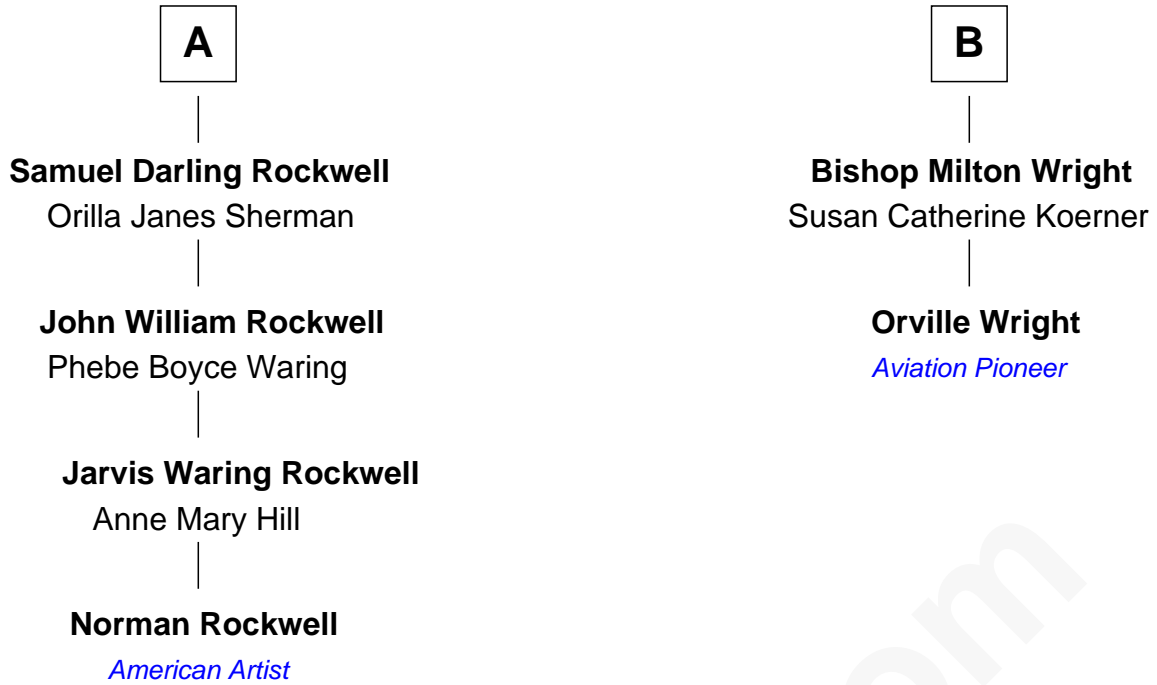 A
Samuel Darling Rockwell
Orilla Janes Sherman
John William Rockwell
Phebe Boyce Waring
Jarvis Waring Rockwell
Anne Mary Hill
Norman Rockwell
American Artist
B
Bishop Milton Wright
Susan Catherine Koerner
Orville Wright
Aviation Pioneer
om